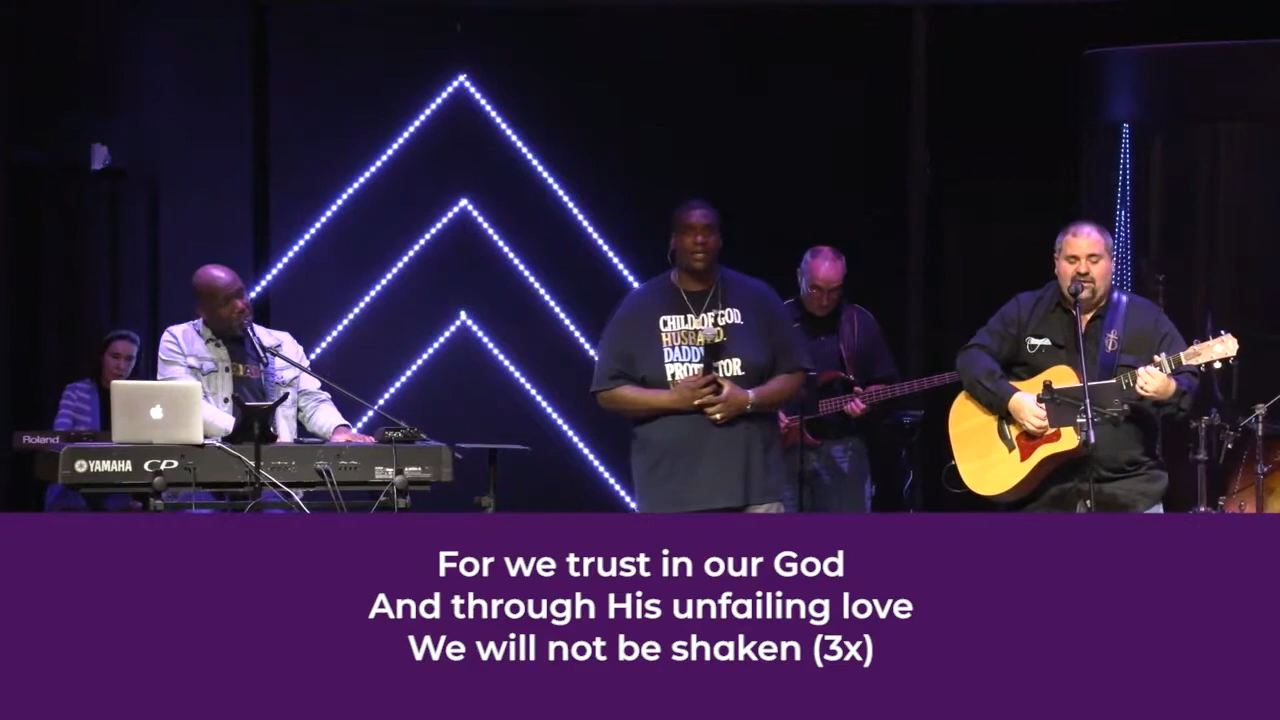 CHILD OF GOD.
HUSBAND.
DADDY
PROTECTOR.
Roland
YAMAHA CP
For we trust in our God
And through His unfailing love
We will not be shaken (3x)